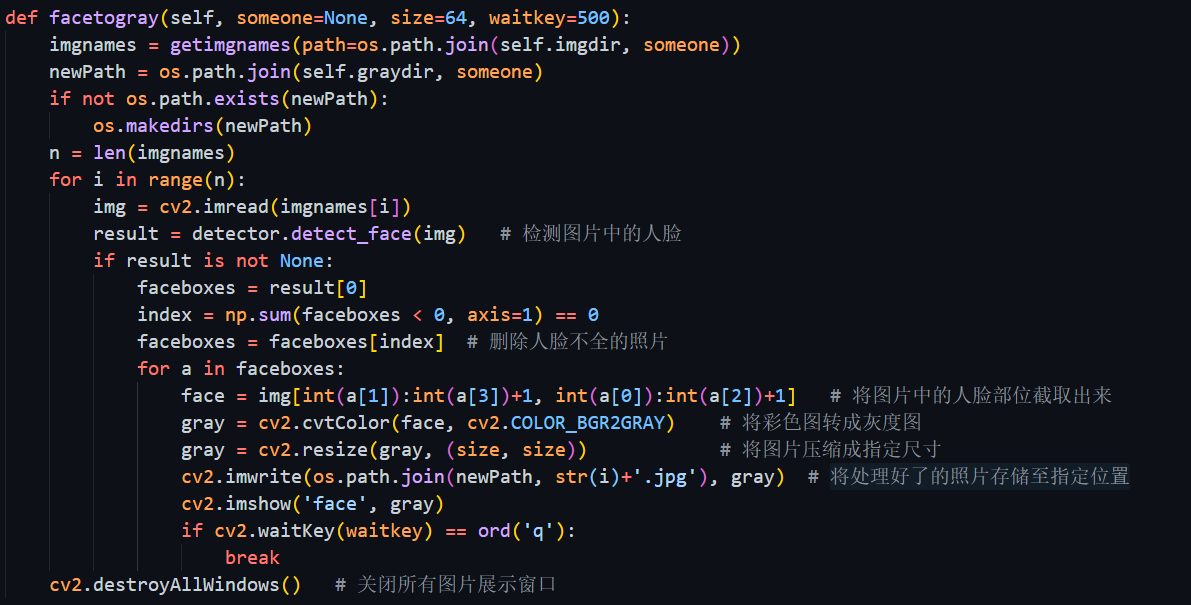 def facetogray(self, someone=None, size=64, waitkey=500):
    imgnames = getimgnames(path=os.path.join(self.imgdir, someone))
    newPath = os.path.join(self.graydir, someone)
    if not os.path.exists(newPath):
        os.makedirs(newPath)
    n = len(imgnames)
    for i in range(n):
        img = cv2.imread(imgnames[i])
        result = detector.detect_face(img)   # 检测图片中的人脸
        if result is not None:
            faceboxes = result[0]
            index = np.sum(faceboxes < 0, axis=1) == 0
            faceboxes = faceboxes[index]  # 删除人脸不全的照片
            for a in faceboxes:
                face = img[int(a[1]):int(a[3])+1, int(a[0]):int(a[2])+1]   # 将图片中的人脸部位截取出来
                gray = cv2.cvtColor(face, cv2.COLOR_BGR2GRAY)    # 将彩色图转成灰度图
                gray = cv2.resize(gray, (size, size))            # 将图片压缩成指定尺寸
                cv2.imwrite(os.path.join(newPath, str(i)+'.jpg'), gray)  # 将处理好了的照片存储至指定位置
                cv2.imshow('face', gray)
                if cv2.waitKey(waitkey) == ord('q'):
                    break
    cv2.destroyAllWindows()   # 关闭所有图片展示窗口